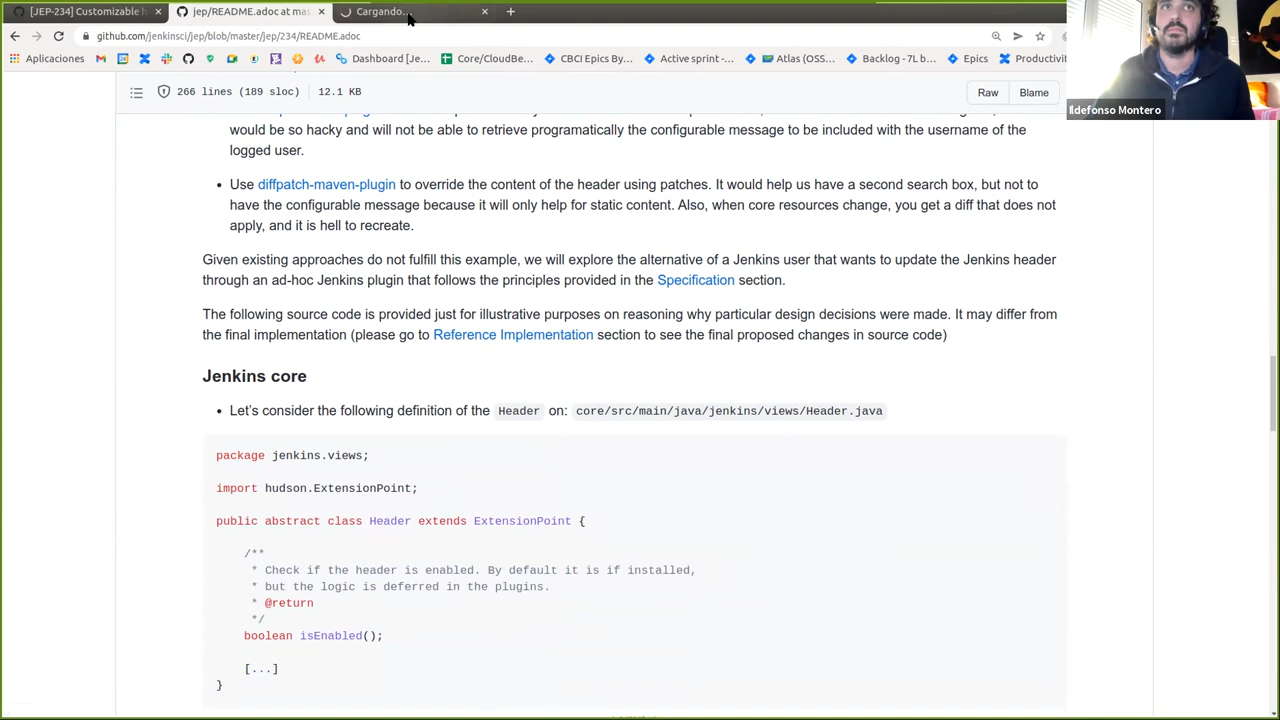 [JEP-234] Customizable h
jep/README.adoc at mas
Cargando...
github.com/jenkinsci/jep/blob/master/jep/234/README.adoc
Aplicaciones
Dashboard [Je...
Core/CloudBe...
CBCI Epics By...
Active sprint -...
Atlas (OSS...
Backlog - 7L b...
Epics
Productivi
Ildefonso Montero
266 lines (189 sloc)
12.1 KB
Raw
Blame
would be so hacky and will not be able to retrieve programatically the configurable message to be included with the username of the
logged user.
• Use diffpatch-maven-plugin to override the content of the header using patches. It would help us have a second search box, but not to
have the configurable message because it will only help for static content. Also, when core resources change, you get a diff that does not
apply, and it is hell to recreate.
Given existing approaches do not fulfill this example, we will explore the alternative of a Jenkins user that wants to update the Jenkins header
through an ad-hoc Jenkins plugin that follows the principles provided in the Specification section.
The following source code is provided just for illustrative purposes on reasoning why particular design decisions were made. It may differ from
the final implementation (please go to Reference Implementation section to see the final proposed changes in source code)
Jenkins core
• Let's consider the following definition of the Header on: core/src/main/java/jenkins/views/Header.java
package jenkins.views;
import hudson.ExtensionPoint;
public abstract class Header extends ExtensionPoint {
/**
* Check if the header is enabled. By default it is if installed,
* but the logic is deferred in the plugins.
* @return
*/
boolean isEnabled();
[...]
}